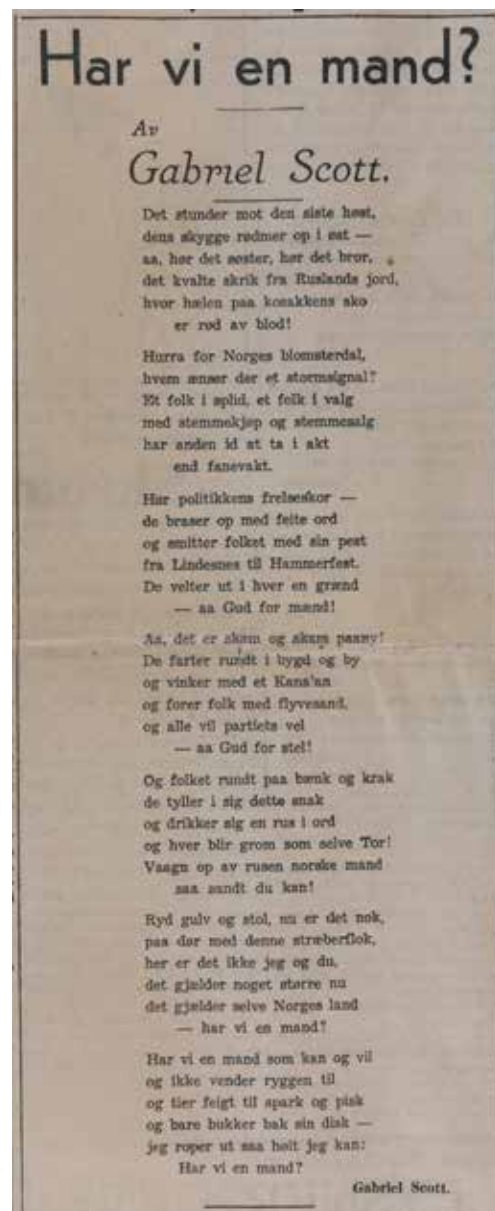 Har vi en mand?
Av
Gabriel Scott.
Det stunder mot den siste høst,
dens skygge rødmer op i øst —
aa, hør det søster, hør det bror,
det kvalte skrik fra Ruslands jord,
hvor hælen paa kosakkens sko
er rød av blod!
Hurra for Norges blomsterdal,
hvem ænser der et stormsignal?
Et folk i splid, et folk i valg
med stemmekjøp og stemmesalg
har anden id at ta i akt
end fanevakt.
Hør politikkens frelseskor —
de braser op med feite ord
og smitter folket med sin pest
fra Lindesnes til Hammerfest.
De velter ut i hver en grænd
— aa Gud for mænd!
Aa, det er skam og skam paany!
De farter rundt i bygd og by
og vinker med et Kana'an
og forer folk med flyvesand,
og alle vil partiets vel
— aa Gud for stel!
Og folket rundt paa bænk og krak
de tyller i sig dette snak
og drikker sig en rus i ord
og hver blir grom som selve Tor!
Vaagn op av rusen norske mand
saa sandt du kan!
Ryd gulv og stol, nu er det nok,
paa dør med denne stræberflok,
her er det ikke jeg og du,
det gjælder noget større nu
det gjælder selve Norges land
— har vi en mand?
Har vi en mand som kan og vil
og ikke vender ryggen til
og tier feigt til spark og pisk
og bare bukker bak sin disk —
jeg roper ut saa høit jeg kan:
Har vi en mand?
Gabriel Scott.